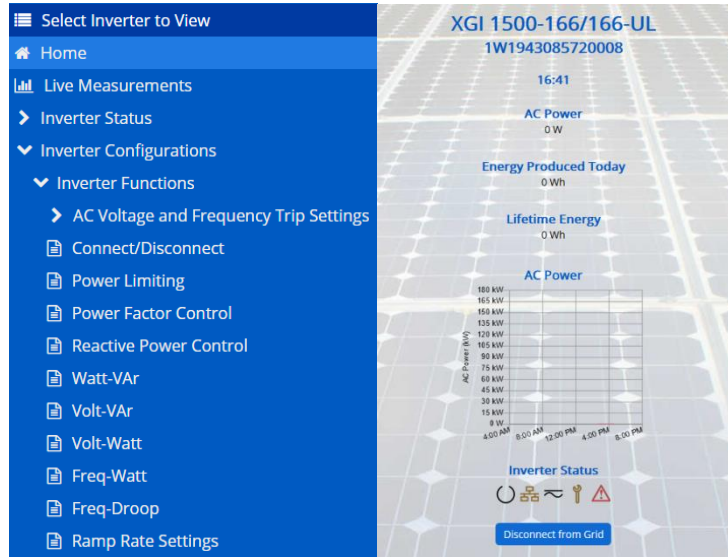 Select Inverter to View
Home
Live Measurements
Inverter Status
Inverter Configurations
Inverter Functions
AC Voltage and Frequency Trip Settings
Connect/Disconnect
Power Limiting
Power Factor Control
Reactive Power Control
Watt-VAr
Volt-VAr
Volt-Watt
Freq-Watt
Freq-Droop
Ramp Rate Settings
XGI 1500-166/166-UL
1W1943085720008
16:41
AC Power
0 W
Energy Produced Today
0 Wh
Lifetime Energy
0 Wh
AC Power
180 kW
165 kW
150 kW
135 kW
120 kW
105 kW
90 kW
75 kW
60 kW
45 kW
30 kW
15 kW
0 W
AC Power (kW)
4:00 AM 8:00 AM 12:00 PM 4:00 PM 8:00 PM
Inverter Status
Disconnect from Grid